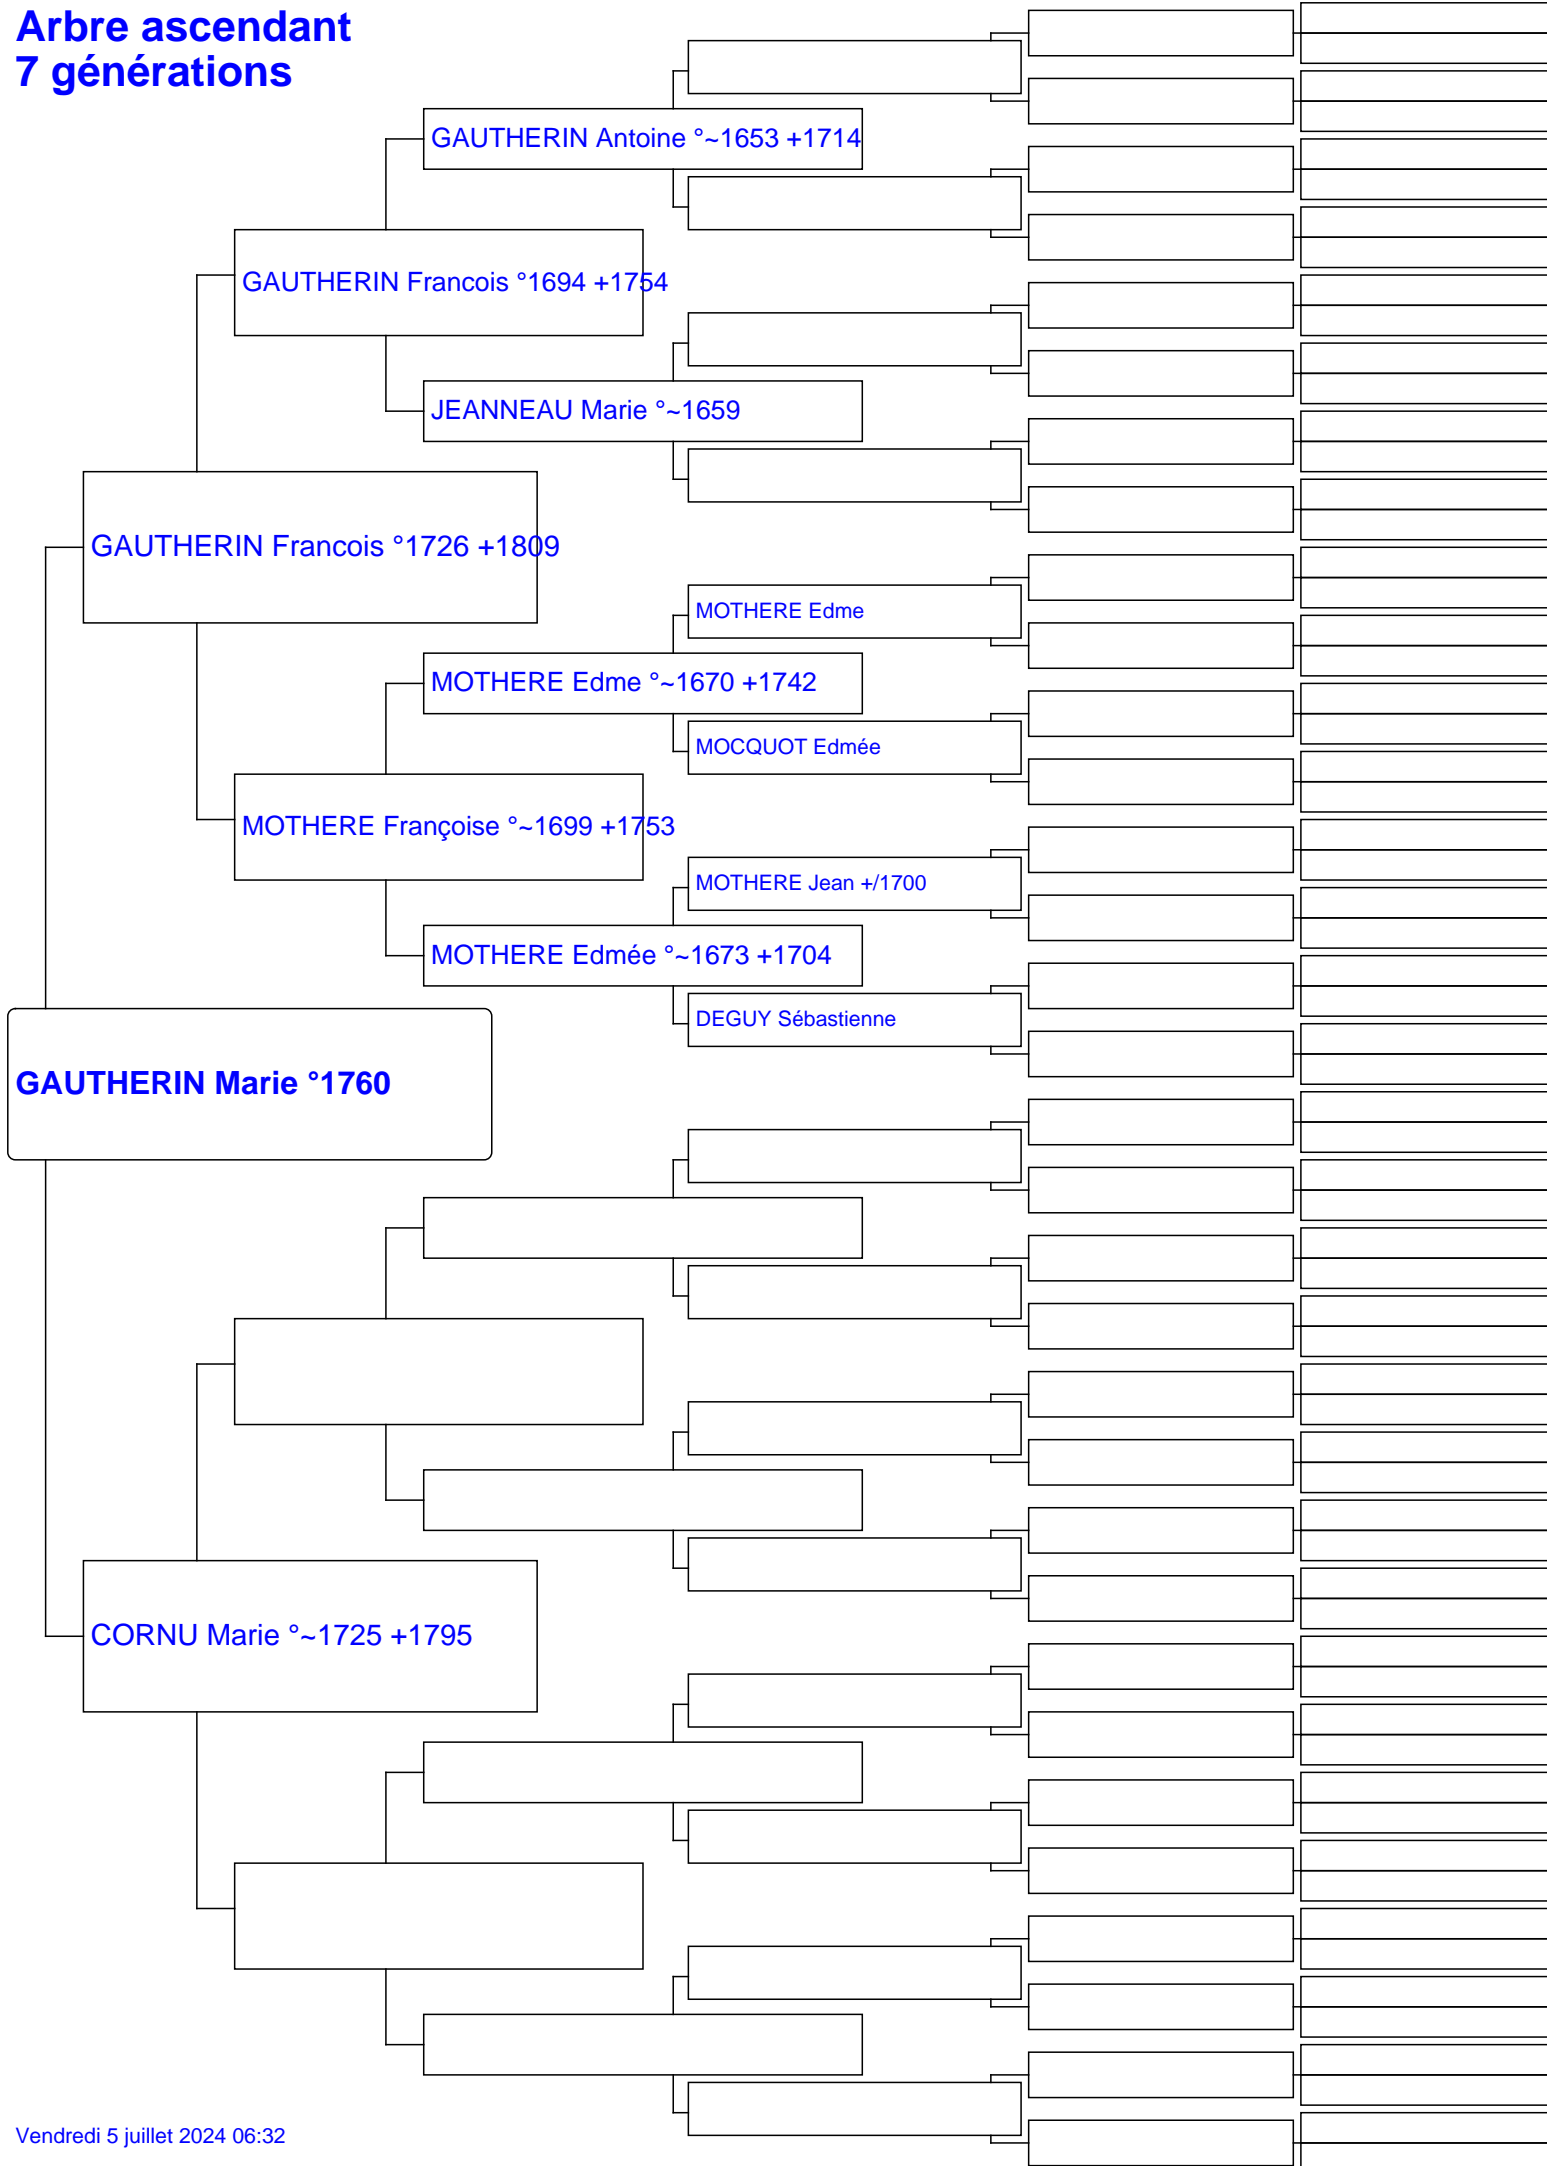 Arbre ascendant
7 générations
GAUTHERIN Antoine °~1653 +1714
GAUTHERIN Francois °1694 +1754
JEANNEAU Marie °~1659
GAUTHERIN Francois °1726 +1809
MOTHERE Edme
MOTHERE Edme °~1670 +1742
MOCQUOT Edmée
MOTHERE Françoise °~1699 +1753
MOTHERE Jean +/1700
MOTHERE Edmée °~1673 +1704
DEGUY Sébastienne
GAUTHERIN Marie °1760
CORNU Marie °~1725 +1795
Vendredi 5 juillet 2024 06:32